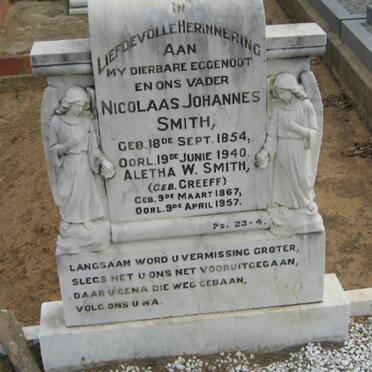 IN
LIEFDEVOLLE HERINNERING
AAN
MY DIERBARE EGGENOOT
EN ONS VADER
NICOLAAS JOHANNES
SMITH,
GEB. 18DE SEPT. 1854,
OORL. 19DE JUNIE 1940.
ALETHA W. SMITH,
(GEB. GREEFF)
GEB. 9DE MAART 1867,
OORL. 9DE APRIL 1957.
PS. 23-4.
LANGSAAM WORD U VERMISSING GROTER,
SLEGS HET U ONS NET VOORUITGEGAAN,
DAAR U GENA DIE WEG GEBAAN,
VOLG ONS U NA.